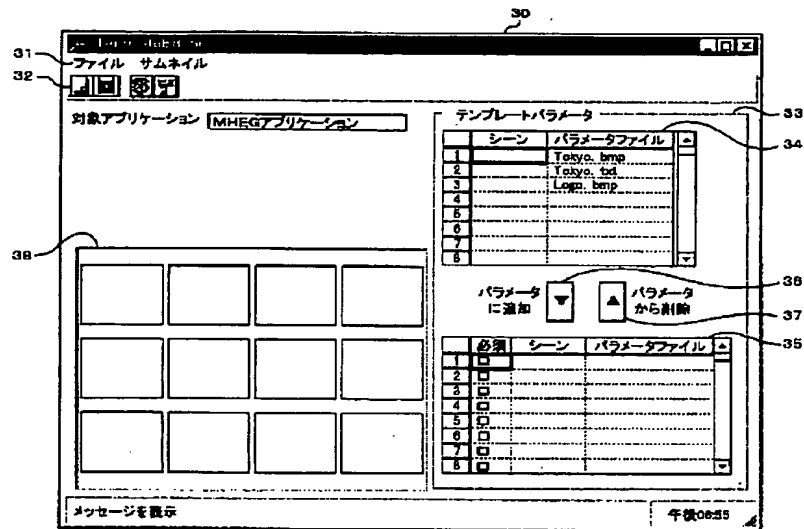 30
31
ファイル サムネイル
32
対象アプリケーション MHEGアプリケーション
テンプレートパラメータ
33
シーン パラメータファイル
34
1 Tokyo. bmp
2 Tokyo. txt
3 Logo. bmp
4
5
6
7
8
38
パラメータに追加
▼
▲
パラメータから削除
36
37
35
必須 シーン パラメータファイル
1
2
3
4
5
6
7
8
メッセージを表示
午後06:55